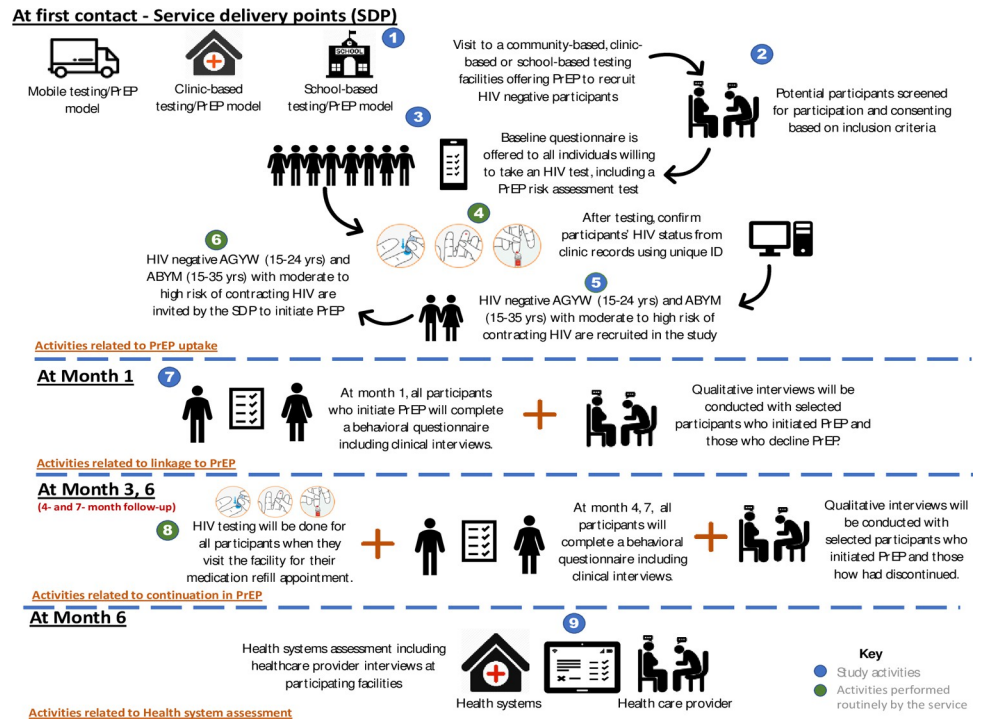 At first contact - Service delivery points (SDP)
1
SCHOOL
Mobile testing/PrEP
model
Clinic-based
testing/PrEP model
School-based
testing/PrEP model
Visit to a community-based, clinic-
based or school-based testing
facilities offering PrEP to recruit
HIV negative participants
2
Potential participants screened
for participation and consenting
based on inclusion criteria
3
Baseline questionnaire is
offered to all individuals willing
to take an HIV test, including a
PrEP risk assessment test
4
After testing, confirm
participants' HIV status from
clinic records using unique ID
5
HIV negative AGYW (15-24 yrs) and ABYM
(15-35 yrs) with moderate to high risk of
contracting HIV are recruited in the study
6
HIV negative AGYW (15-24 yrs) and
ABYM (15-35 yrs) with moderate to
high risk of contracting HIV are
invited by the SDP to initiate PrEP
Activities related to PrEP uptake
At Month 1
7
At month 1, all participants
who initiate PrEP will complete
a behavioral questionnaire
including clinical interviews.
Qualitative interviews will be
conducted with selected
participants who initiated PrEP and
those who decline PrEP.
Activities related to linkage to PrEP
At Month 3, 6
(4- and 7- month follow-up)
8
HIV testing will be done for
all participants when they
visit the facility for their
medication refill appointment.
At month 4, 7, all
participants will
complete a behavioral
questionnaire including
clinical interviews.
Qualitative interviews will
be conducted with
selected participants who
initiated PrEP and those
how had discontinued.
Activities related to continuation in PrEP
At Month 6
9
Health systems assessment including
healthcare provider interviews at
participating facilities
Health systems
Health care provider
Key
Study activities
Activities performed
routinely by the service
Activities related to Health system assessment